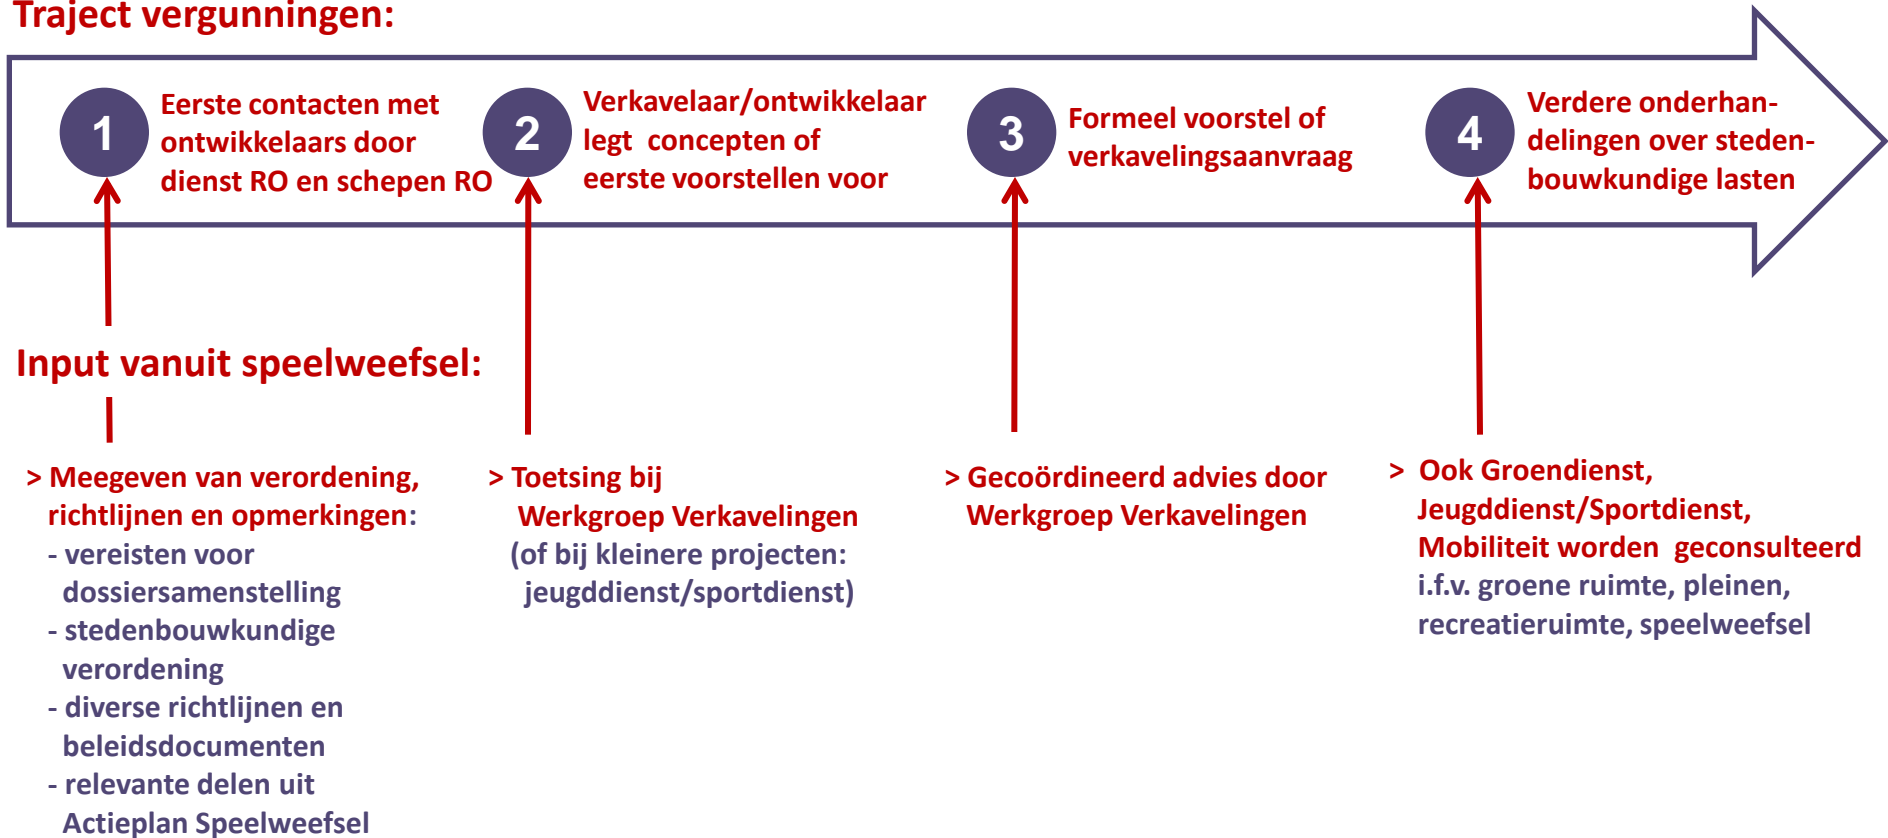 Traject vergunningen:
1
Eerste contacten met
ontwikkelaars door
dienst RO en schepen RO
2
Verkavelaar/ontwikkelaar
legt concepten of
eerste voorstellen voor
3
Formeel voorstel of
verkavelingsaanvraag
4
Verdere onderhan-
delingen over steden-
bouwkundige lasten
Input vanuit speelweefsel:
> Meegeven van verordening,
richtlijnen en opmerkingen:
- vereisten voor
dossiersamenstelling
- stedenbouwkundige
verordening
- diverse richtlijnen en
beleidsdocumenten
- relevante delen uit
Actieplan Speelweefsel
> Toetsing bij
Werkgroep Verkavelingen
(of bij kleinere projecten:
jeugddienst/sportdienst)
> Gecoördineerd advies door
Werkgroep Verkavelingen
> Ook Groendienst,
Jeugddienst/Sportdienst,
Mobiliteit worden geconsulteerd
i.f.v. groene ruimte, pleinen,
recreatieruimte, speelweefsel